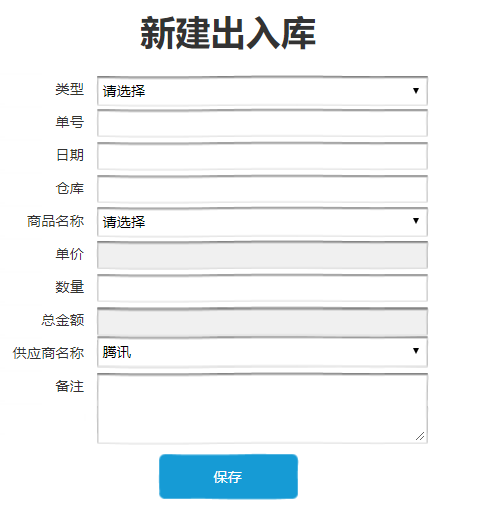 新建出入库
类型 请选择
单号
日期
仓库
商品名称 请选择
单价
数量
总金额
供应商名称 腾讯
备注
保存